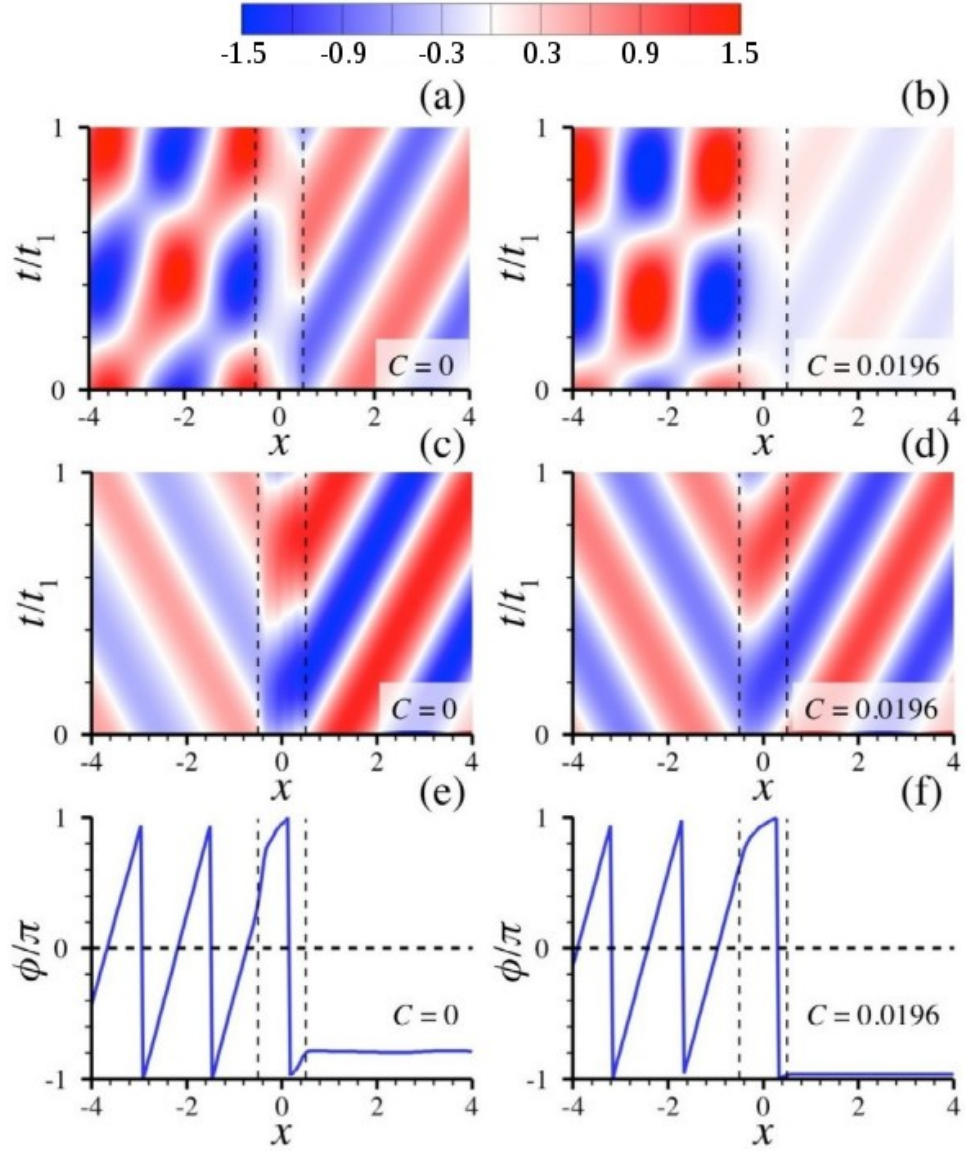 -1.5 -0.9 -0.3 0.3 0.9 1.5
(a) (b)
1 1
t/t1 t/t1
C = 0 C = 0.0196
0 0
-4 -2 0 2 4 -4 -2 0 2 4
x x
(c) (d)
1 1
t/t1 t/t1
C = 0 C = 0.0196
0 0
-4 -2 0 2 4 -4 -2 0 2 4
x x
(e) (f)
1 1
ϕ/π ϕ/π
0 0
C = 0 C = 0.0196
-1 -1
-4 -2 0 2 4 -4 -2 0 2 4
x x